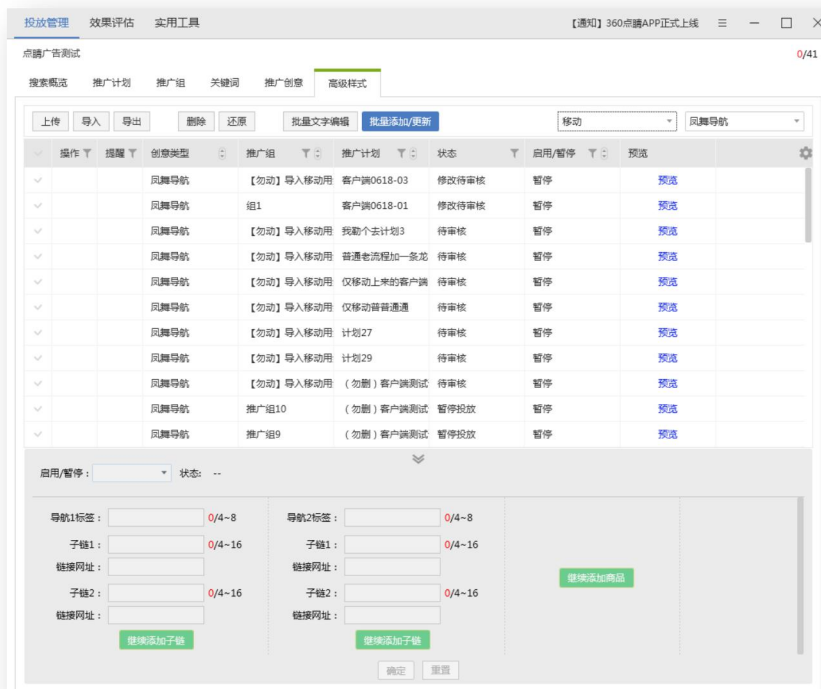 投放管理 效果评估 实用工具 【通知】360点睛APP正式上线
点睛广告测试 0/41
搜索概览 推广计划 推广组 关键词 推广创意 高级样式
上传 导入 导出 删除 还原 批量文字编辑 批量添加/更新 移动 凤舞导航
操作 提醒 创意类型 推广组 推广计划 状态 启用/暂停 预览
凤舞导航 【勿动】导入移动用 客户端0618-03 修改待审核 暂停 预览
凤舞导航 组1 客户端0618-01 修改待审核 暂停 预览
凤舞导航 【勿动】导入移动用 我勒个去计划3 待审核 暂停 预览
凤舞导航 【勿动】导入移动用 普通老流程加一条龙 待审核 暂停 预览
凤舞导航 【勿动】导入移动用 仅移动上来的客户端 待审核 暂停 预览
凤舞导航 【勿动】导入移动用 仅移动普普通通 待审核 暂停 预览
凤舞导航 【勿动】导入移动用 计划27 待审核 暂停 预览
凤舞导航 【勿动】导入移动用 计划29 待审核 暂停 预览
凤舞导航 【勿动】导入移动用 （勿删）客户端测试 待审核 暂停 预览
凤舞导航 推广组10 （勿删）客户端测试 暂停投放 暂停 预览
凤舞导航 推广组9 （勿删）客户端测试 暂停投放 暂停 预览
启用/暂停： 状态: --
导航1标签： 0/4~8 导航2标签： 0/4~8
子链1： 0/4~16 子链1： 0/4~16
链接网址： 链接网址：
子链2： 0/4~16 子链2： 0/4~16
链接网址： 链接网址：
继续添加商品
继续添加子链 继续添加子链
确定 重置